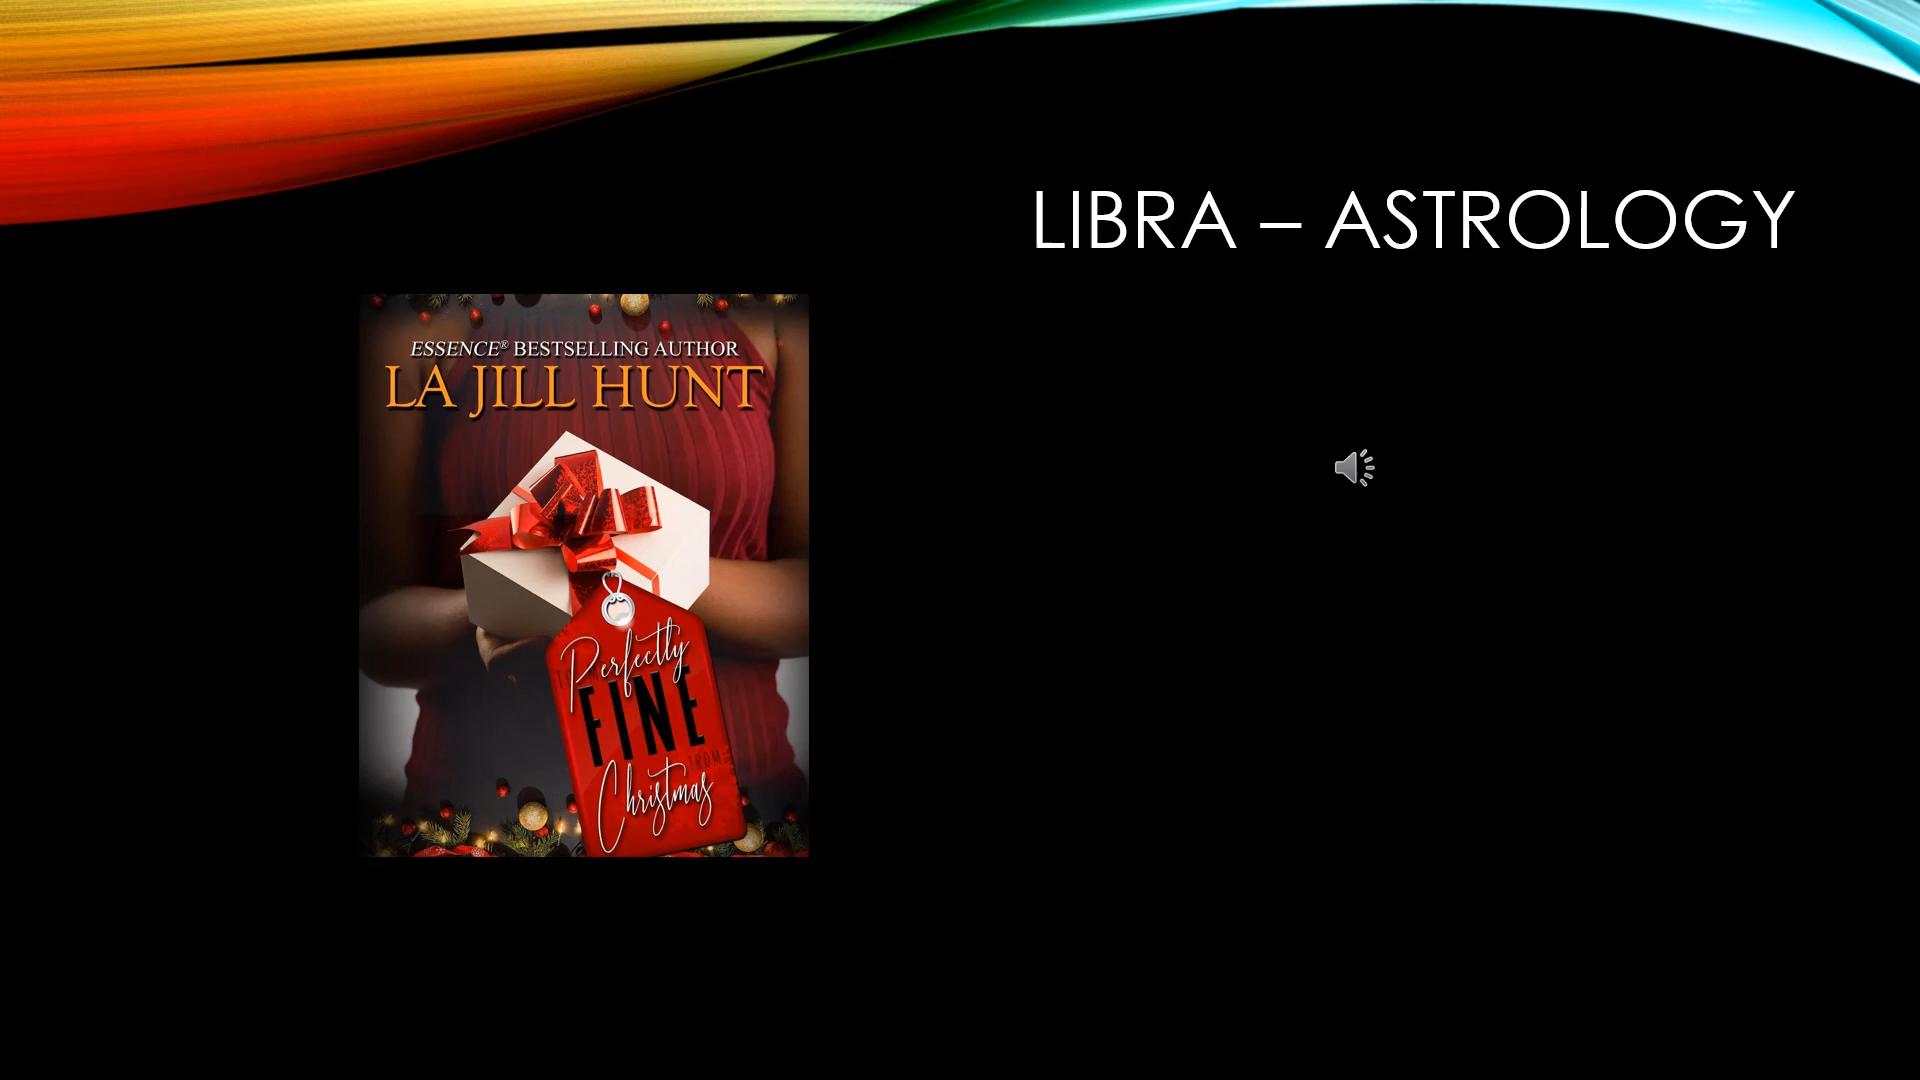 LIBRA – ASTROLOGY
ESSENCE® BESTSELLING AUTHOR
LA JILL HUNT
Perfectly
FINE
FROM
Christmas